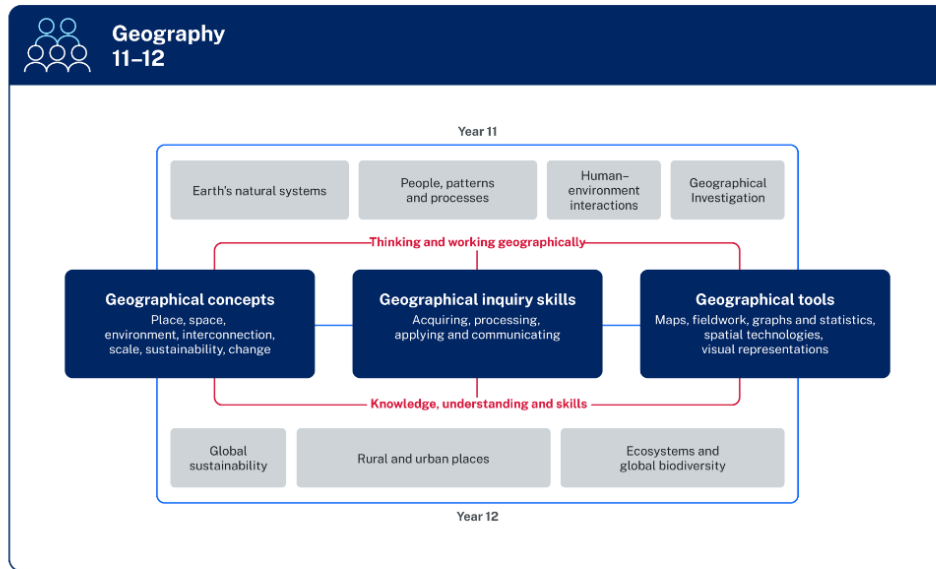 Geography
11–12
Year 11
Earth's natural systems
People, patterns
and processes
Human–
environment
interactions
Geographical
Investigation
Thinking and working geographically
Geographical concepts
Place, space,
environment, interconnection,
scale, sustainability, change
Geographical inquiry skills
Acquiring, processing,
applying and communicating
Geographical tools
Maps, fieldwork, graphs and statistics,
spatial technologies,
visual representations
Knowledge, understanding and skills
Global
sustainability
Rural and urban places
Ecosystems and
global biodiversity
Year 12